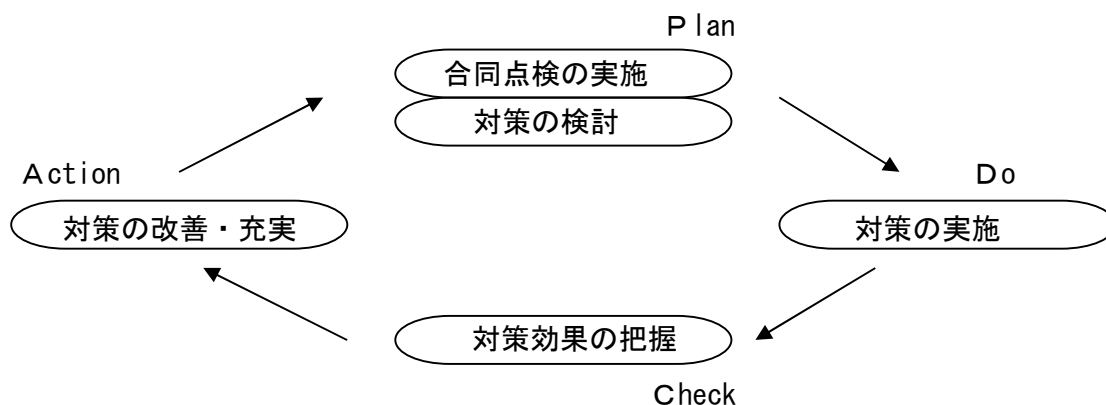 Plan
合同点検の実施
対策の検討
Action
Do
対策の改善・充実
対策の実施
対策効果の把握
Check